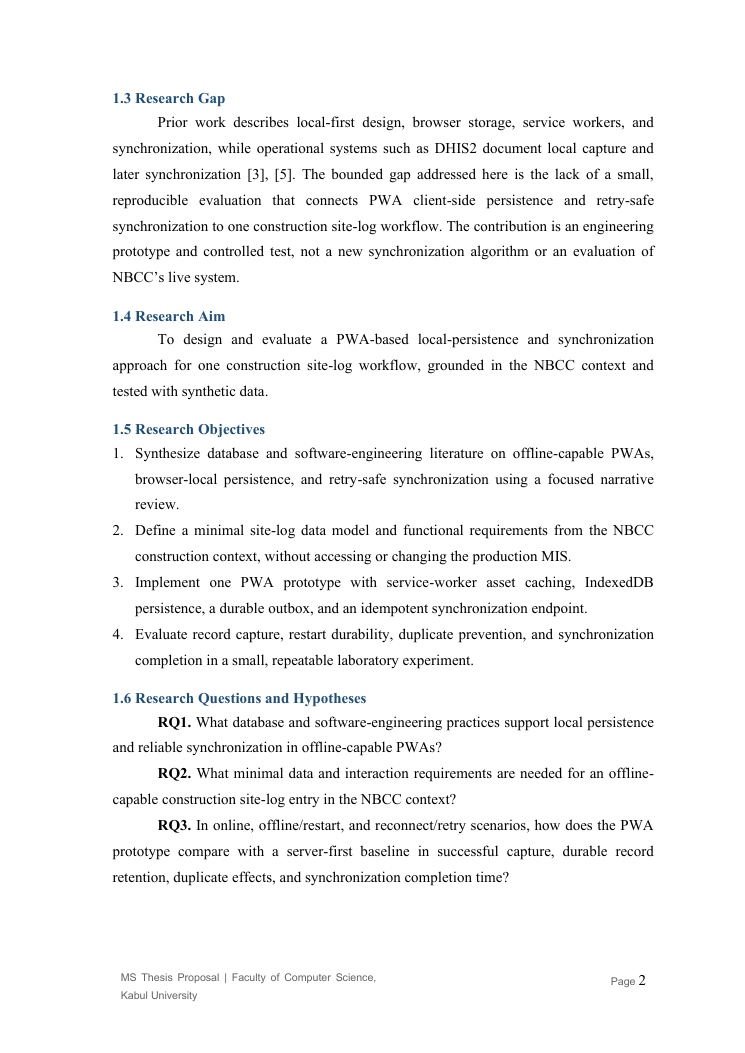 1.3 Research Gap
Prior work describes local-first design, browser storage, service workers, and
synchronization, while operational systems such as DHIS2 document local capture and
later synchronization [3], [5]. The bounded gap addressed here is the lack of a small,
reproducible evaluation that connects PWA client-side persistence and retry-safe
synchronization to one construction site-log workflow. The contribution is an engineering
prototype and controlled test, not a new synchronization algorithm or an evaluation of
NBCC’s live system.
1.4 Research Aim
To design and evaluate a PWA-based local-persistence and synchronization
approach for one construction site-log workflow, grounded in the NBCC context and
tested with synthetic data.
1.5 Research Objectives
1. Synthesize database and software-engineering literature on offline-capable PWAs,
browser-local persistence, and retry-safe synchronization using a focused narrative
review.
2. Define a minimal site-log data model and functional requirements from the NBCC
construction context, without accessing or changing the production MIS.
3. Implement one PWA prototype with service-worker asset caching, IndexedDB
persistence, a durable outbox, and an idempotent synchronization endpoint.
4. Evaluate record capture, restart durability, duplicate prevention, and synchronization
completion in a small, repeatable laboratory experiment.
1.6 Research Questions and Hypotheses
RQ1. What database and software-engineering practices support local persistence
and reliable synchronization in offline-capable PWAs?
RQ2. What minimal data and interaction requirements are needed for an offline-
capable construction site-log entry in the NBCC context?
RQ3. In online, offline/restart, and reconnect/retry scenarios, how does the PWA
prototype compare with a server-first baseline in successful capture, durable record
retention, duplicate effects, and synchronization completion time?
MS Thesis Proposal | Faculty of Computer Science,
Kabul University
Page 2